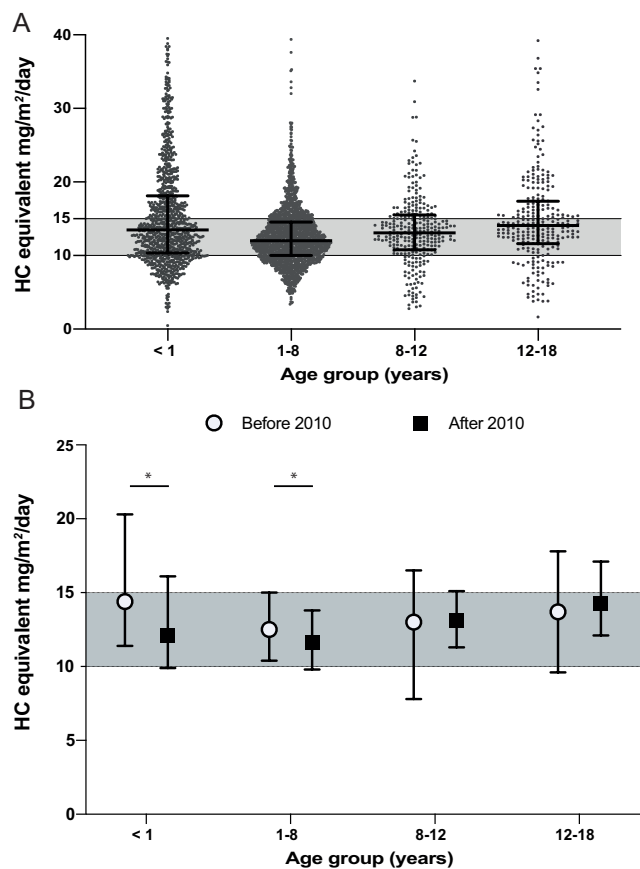 A
HC equivalent mg/m²/day
40
30
20
15
10
0
< 1
1-8
8-12
12-18
Age group (years)
B
Before 2010
After 2010
HC equivalent mg/m²/day
25
20
15
10
5
0
*
*
< 1
1-8
8-12
12-18
Age group (years)